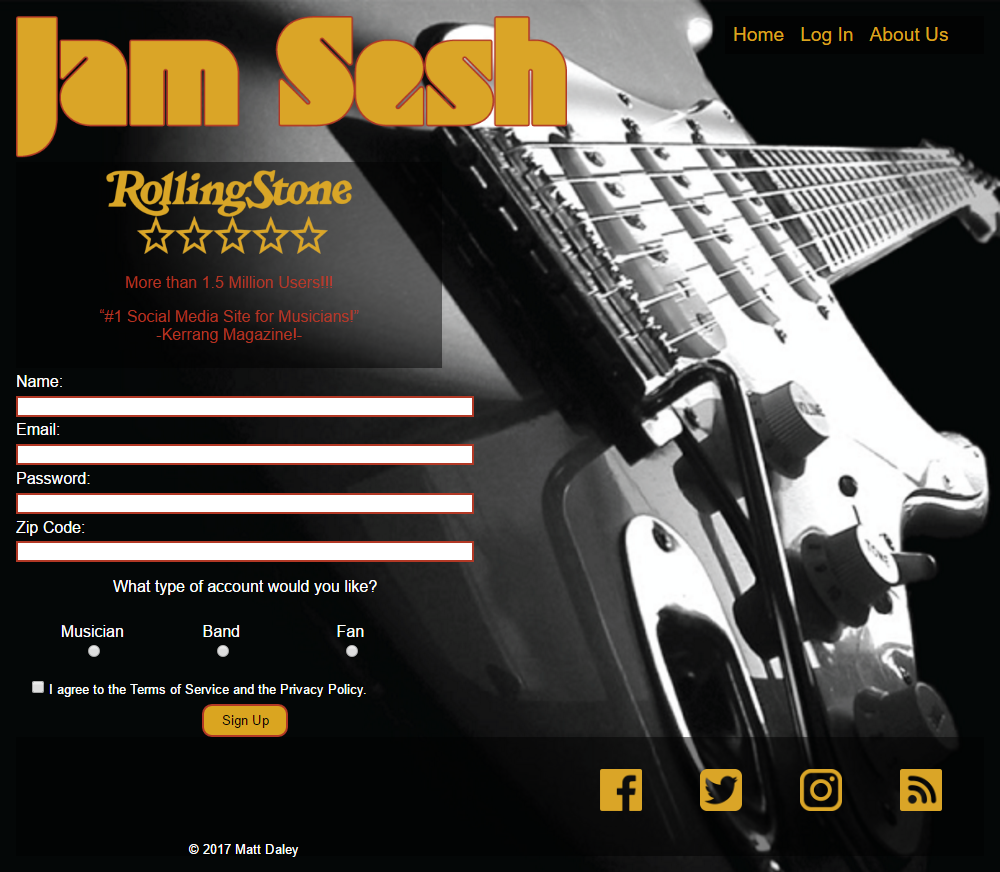 Jam Sesh
Home Log In About Us
RollingStone
More than 1.5 Million Users!!!
“#1 Social Media Site for Musicians!”
-Kerrang Magazine!-
Name:
Email:
Password:
Zip Code:
What type of account would you like?
Musician Band Fan
I agree to the Terms of Service and the Privacy Policy.
Sign Up
VOLUME
TONE
© 2017 Matt Daley